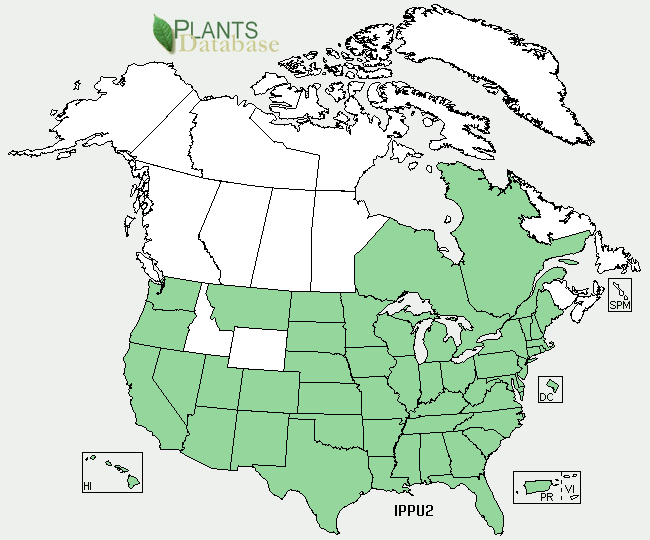 PLANTS
Database
SPM
DC
HI
PR
VI
IPPU2